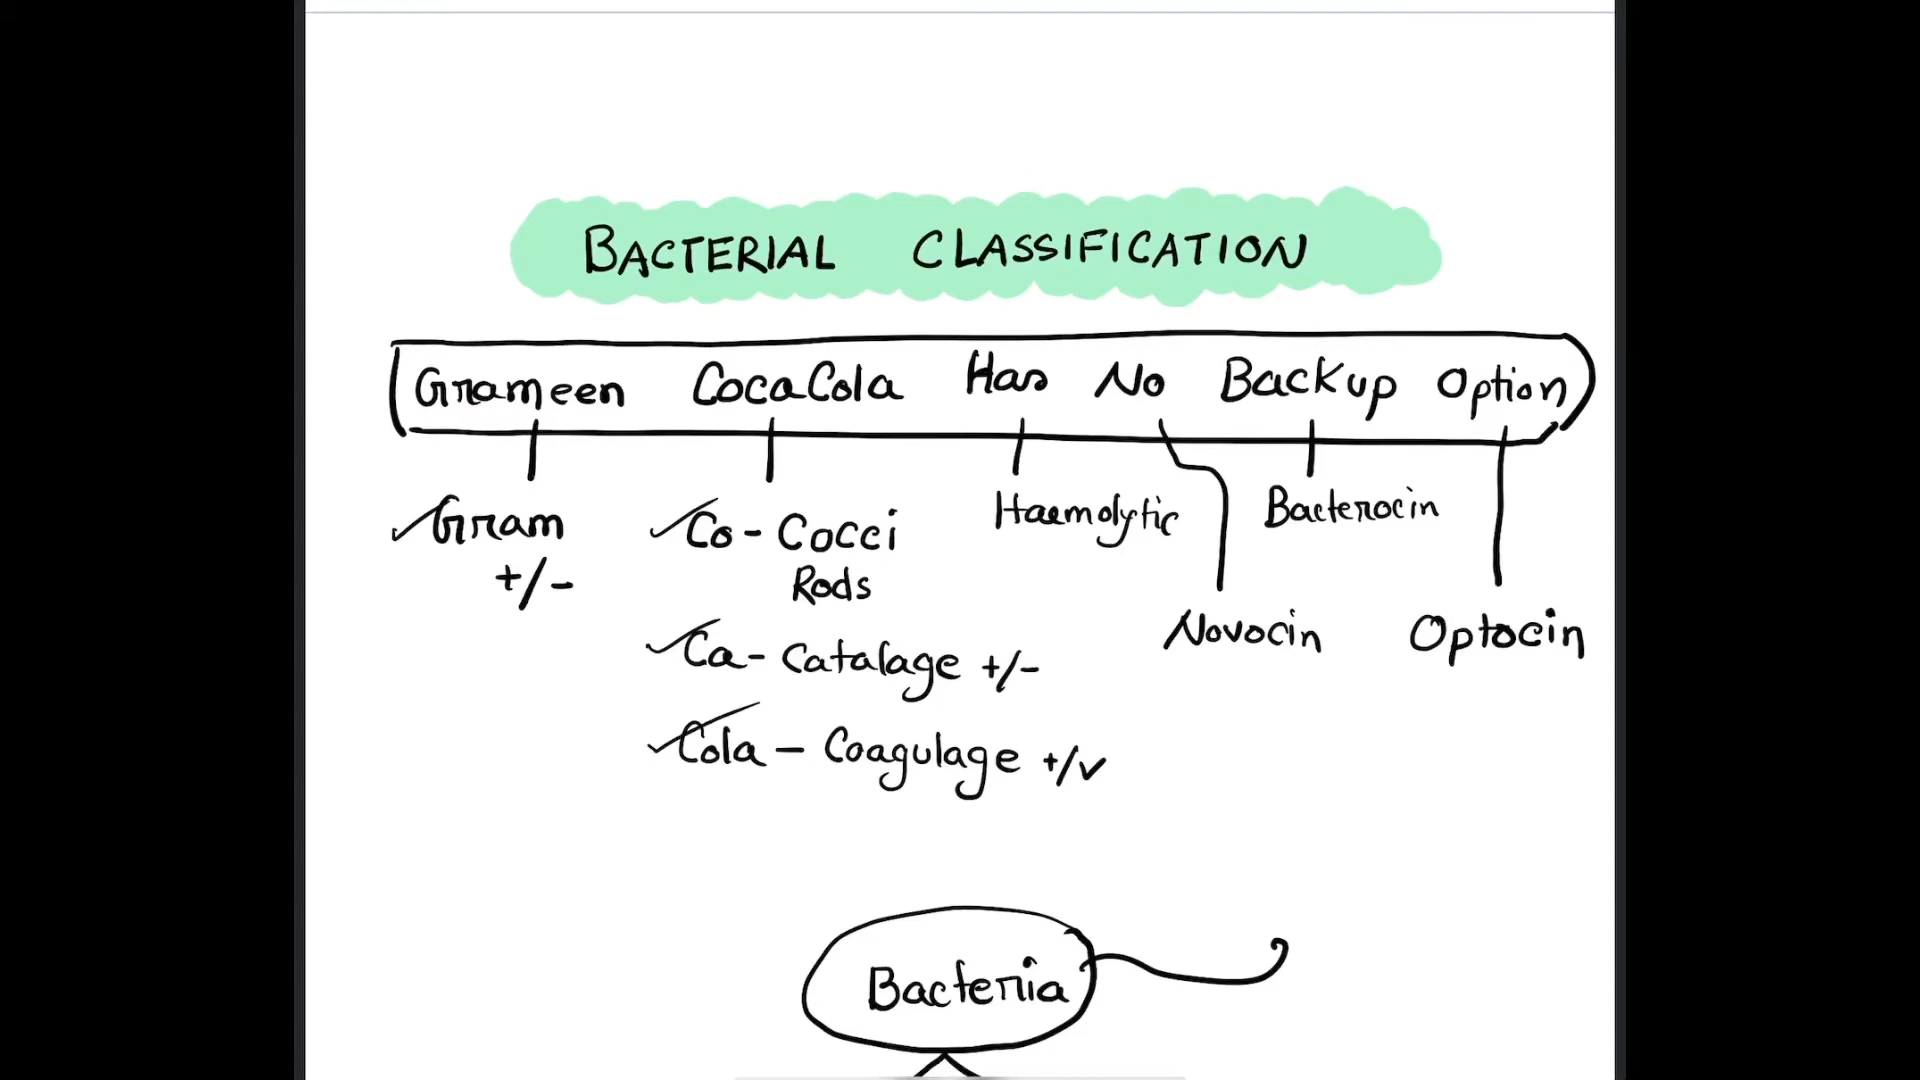 BACTERIAL CLASSIFICATION
Grameen CocaCola Has No Backup Option
Gram
+/-
Co - Cocci
Rods
Ca - Catalage +/-
Cola - Coagulage +/✓
Haemolytic
Novocin
Bacterocin
Optocin
Bacteria